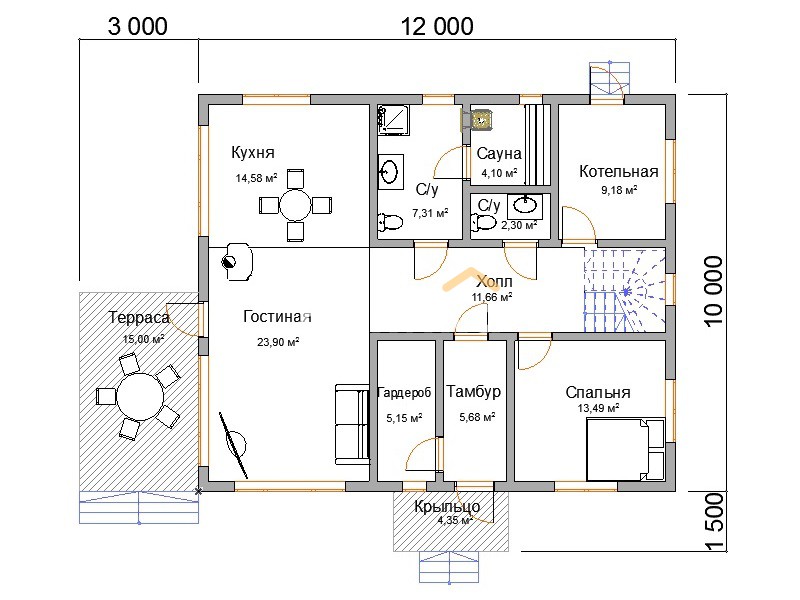 3 000
12 000
Кухня
14,58 м²
С/у
7,31 м²
Сауна
4,10 м²
С/у
2,30 м²
Котельная
9,18 м²
Холл
11,66 м²
Терраса
15,00 м²
Гостиная
23,90 м²
10 000
Гардероб
5,15 м²
Тамбур
5,68 м²
Спальня
13,49 м²
Крыльцо
4,35 м²
1 500